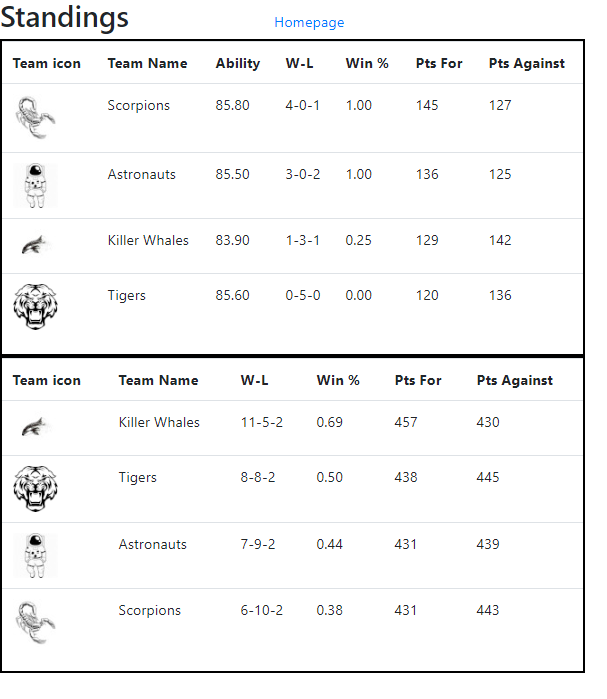 Standings Homepage
Team icon Team Name Ability W-L Win % Pts For Pts Against
Scorpions 85.80 4-0-1 1.00 145 127
Astronauts 85.50 3-0-2 1.00 136 125
Killer Whales 83.90 1-3-1 0.25 129 142
Tigers 85.60 0-5-0 0.00 120 136
Team icon Team Name W-L Win % Pts For Pts Against
Killer Whales 11-5-2 0.69 457 430
Tigers 8-8-2 0.50 438 445
Astronauts 7-9-2 0.44 431 439
Scorpions 6-10-2 0.38 431 443